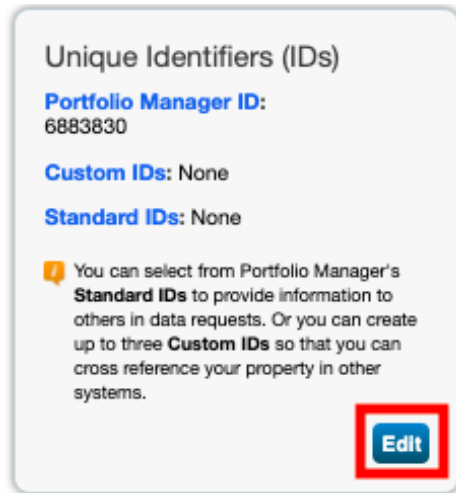 Unique Identifiers (IDs)
Portfolio Manager ID:
6883830
Custom IDs: None
Standard IDs: None
You can select from Portfolio Manager's
Standard IDs to provide information to
others in data requests. Or you can create
up to three Custom IDs so that you can
cross reference your property in other
systems.
Edit